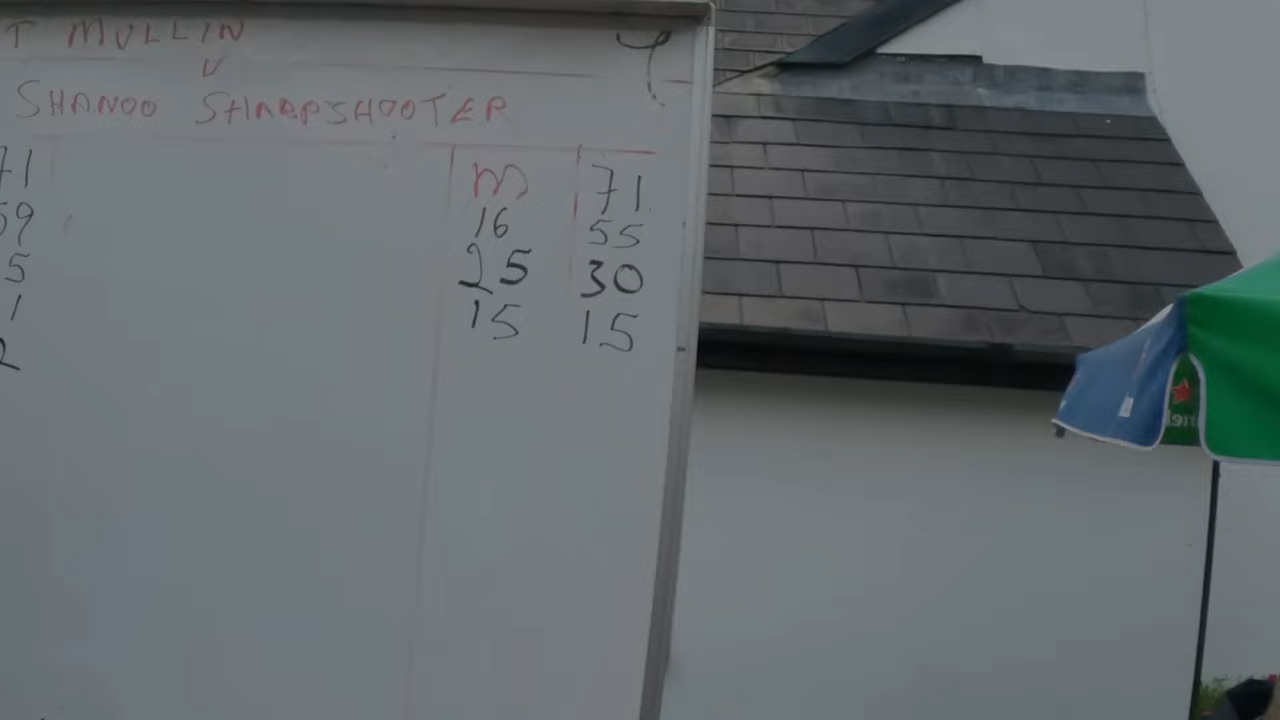 T MULLIN
V
SHANOO SHARPSHOOTER
71 M 71
59 16 55
5 25 30
1 15 15
2